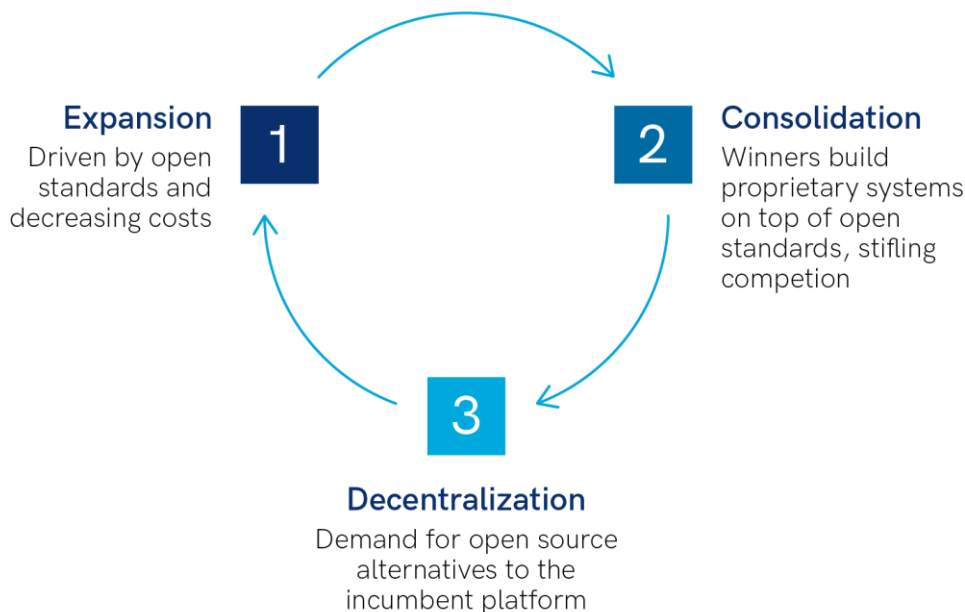 1
Expansion
Driven by open
standards and
decreasing costs
2
Consolidation
Winners build
proprietary systems
on top of open
standards, stifling
competion
3
Decentralization
Demand for open source
alternatives to the
incumbent platform